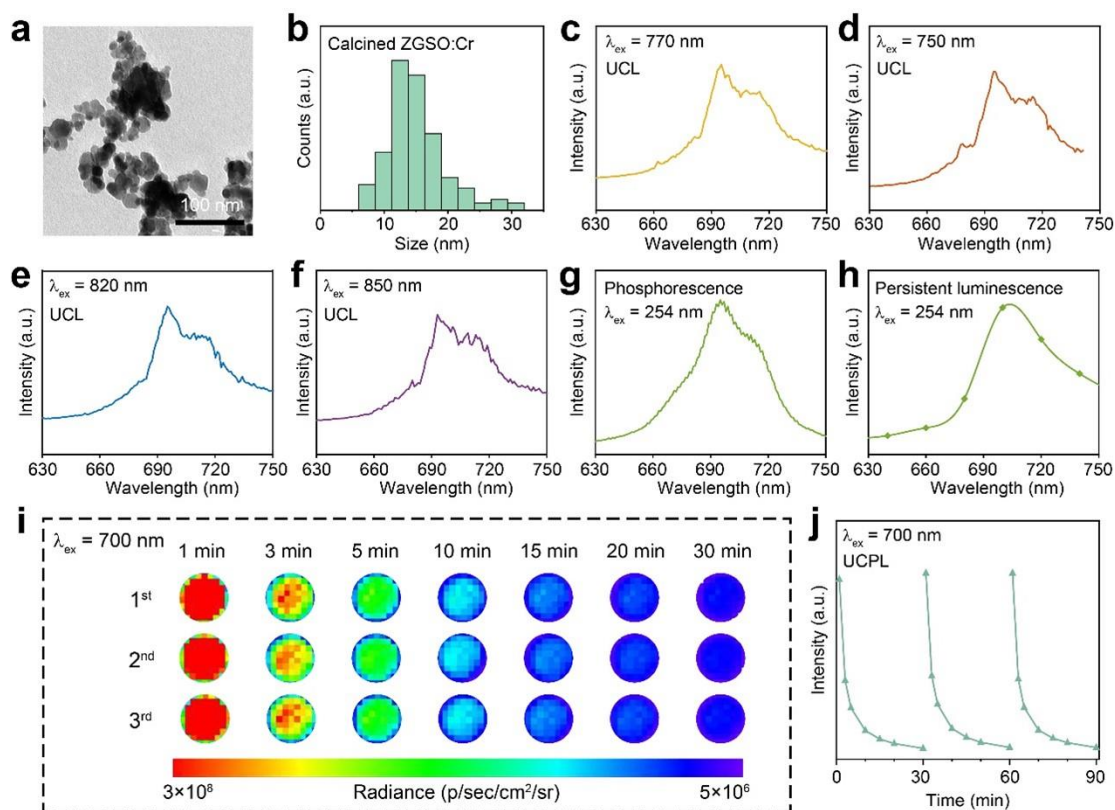 a
100 nm
b
Calcined ZGSO:Cr
Counts (a.u.)
0 10 20 30
Size (nm)
c
λex = 770 nm
UCL
Intensity (a.u.)
630 660 690 720 750
Wavelength (nm)
d
λex = 750 nm
UCL
Intensity (a.u.)
630 660 690 720 750
Wavelength (nm)
e
λex = 820 nm
UCL
Intensity (a.u.)
630 660 690 720 750
Wavelength (nm)
f
λex = 850 nm
UCL
Intensity (a.u.)
630 660 690 720 750
Wavelength (nm)
g
Phosphorescence
λex = 254 nm
Intensity (a.u.)
630 660 690 720 750
Wavelength (nm)
h
Persistent luminescence
λex = 254 nm
Intensity (a.u.)
630 660 690 720 750
Wavelength (nm)
i
λex = 700 nm
1 min 3 min 5 min 10 min 15 min 20 min 30 min
1st
2nd
3rd
3×10⁸ Radiance (p/sec/cm²/sr) 5×10⁶
j
λex = 700 nm
UCPL
Intensity (a.u.)
0 30 60 90
Time (min)